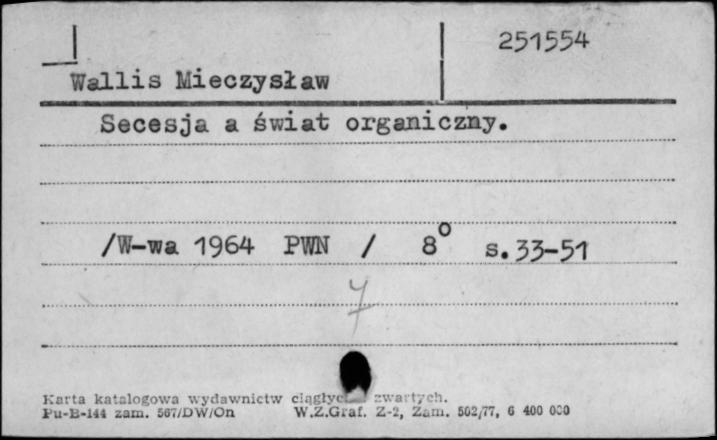 251554
Wallis Mieczysław
Secesja a świat organiczny.
/W-wa 1964 PWN / 8° s.33-51
Karta katalogowa wydawnictw zwartych.
Pu-B-144 zam. 567/DW/On W.Z.Graf. Z-2, Zam. 502/77, 6 400 000